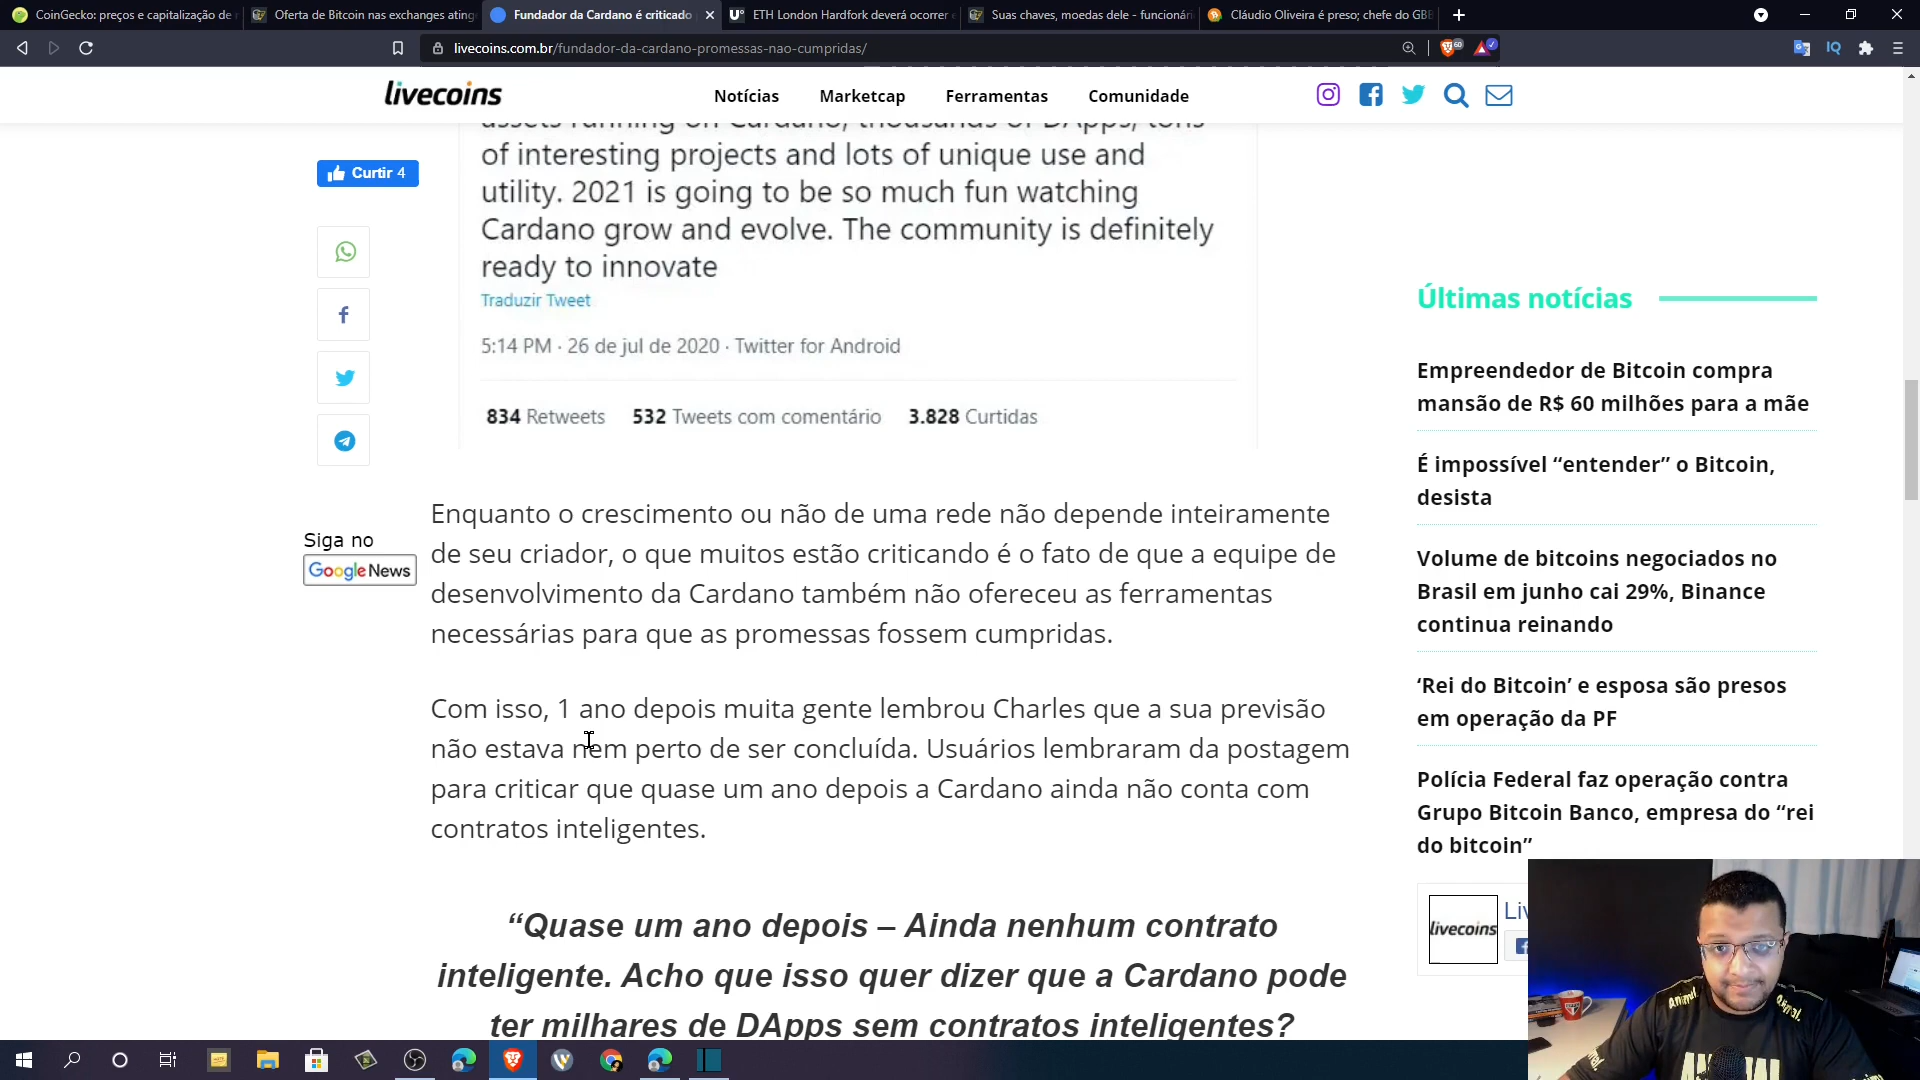 CoinGecko: preços e capitalização de
Oferta de Bitcoin nas exchanges ating
Fundador da Cardano é criticado
ETH London Hardfork deverá ocorrer
Suas chaves, moedas dele - funcionári
Cláudio Oliveira é preso; chefe do GBB
livecoins.com.br/fundador-da-cardano-promessas-nao-cumpridas/
60
IQ
livecoins
Notícias
Marketcap
Ferramentas
Comunidade
assets running on Cardano, thousands of DApps, tons
of interesting projects and lots of unique use and
utility. 2021 is going to be so much fun watching
Cardano grow and evolve. The community is definitely
ready to innovate
Traduzir Tweet
5:14 PM · 26 de jul de 2020 · Twitter for Android
834 Retweets 532 Tweets com comentário 3.828 Curtidas
Curtir 4
Siga no
Google News
Enquanto o crescimento ou não de uma rede não depende inteiramente
de seu criador, o que muitos estão criticando é o fato de que a equipe de
desenvolvimento da Cardano também não ofereceu as ferramentas
necessárias para que as promessas fossem cumpridas.
Com isso, 1 ano depois muita gente lembrou Charles que a sua previsão
não estava nem perto de ser concluída. Usuários lembraram da postagem
para criticar que quase um ano depois a Cardano ainda não conta com
contratos inteligentes.
“Quase um ano depois – Ainda nenhum contrato
inteligente. Acho que isso quer dizer que a Cardano pode
ter milhares de DApps sem contratos inteligentes?
Últimas notícias
Empreendedor de Bitcoin compra
mansão de R$ 60 milhões para a mãe
É impossível “entender” o Bitcoin,
desista
Volume de bitcoins negociados no
Brasil em junho cai 29%, Binance
continua reinando
‘Rei do Bitcoin’ e esposa são presos
em operação da PF
Polícia Federal faz operação contra
Grupo Bitcoin Banco, empresa do “rei
do bitcoin”
livecoins
Liv
Animal.
Animal.